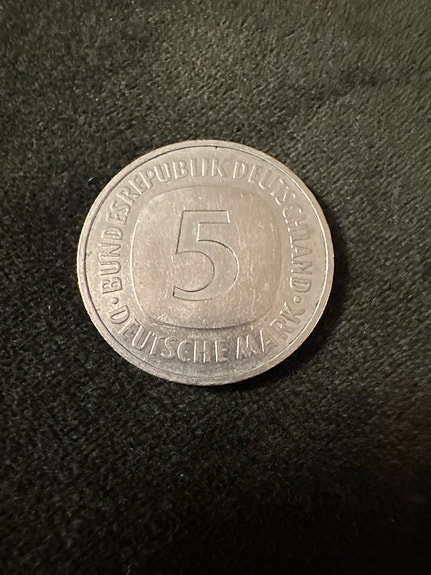 BUNDESREPUBLIK DEUTSCHLAND
5
· DEUTSCHE MARK ·